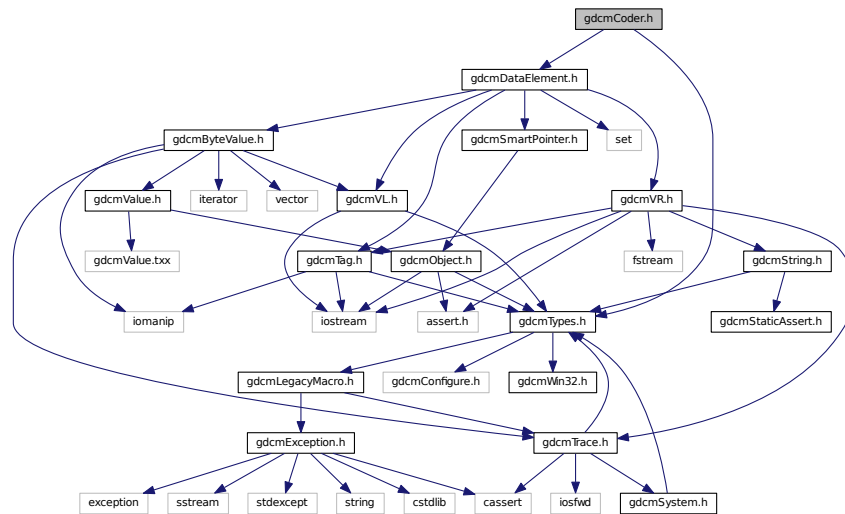 gdcmCoder.h
gdcmDataElement.h
gdcmByteValue.h
gdcmSmartPointer.h
set
gdcmValue.h
iterator
vector
gdcmVL.h
gdcmVR.h
gdcmValue.txx
gdcmTag.h
gdcmObject.h
fstream
gdcmString.h
iomanip
iostream
assert.h
gdcmTypes.h
gdcmStaticAssert.h
gdcmLegacyMacro.h
gdcmConfigure.h
gdcmWin32.h
gdcmException.h
gdcmTrace.h
exception
sstream
stdexcept
string
cstdlib
cassert
iosfwd
gdcmSystem.h